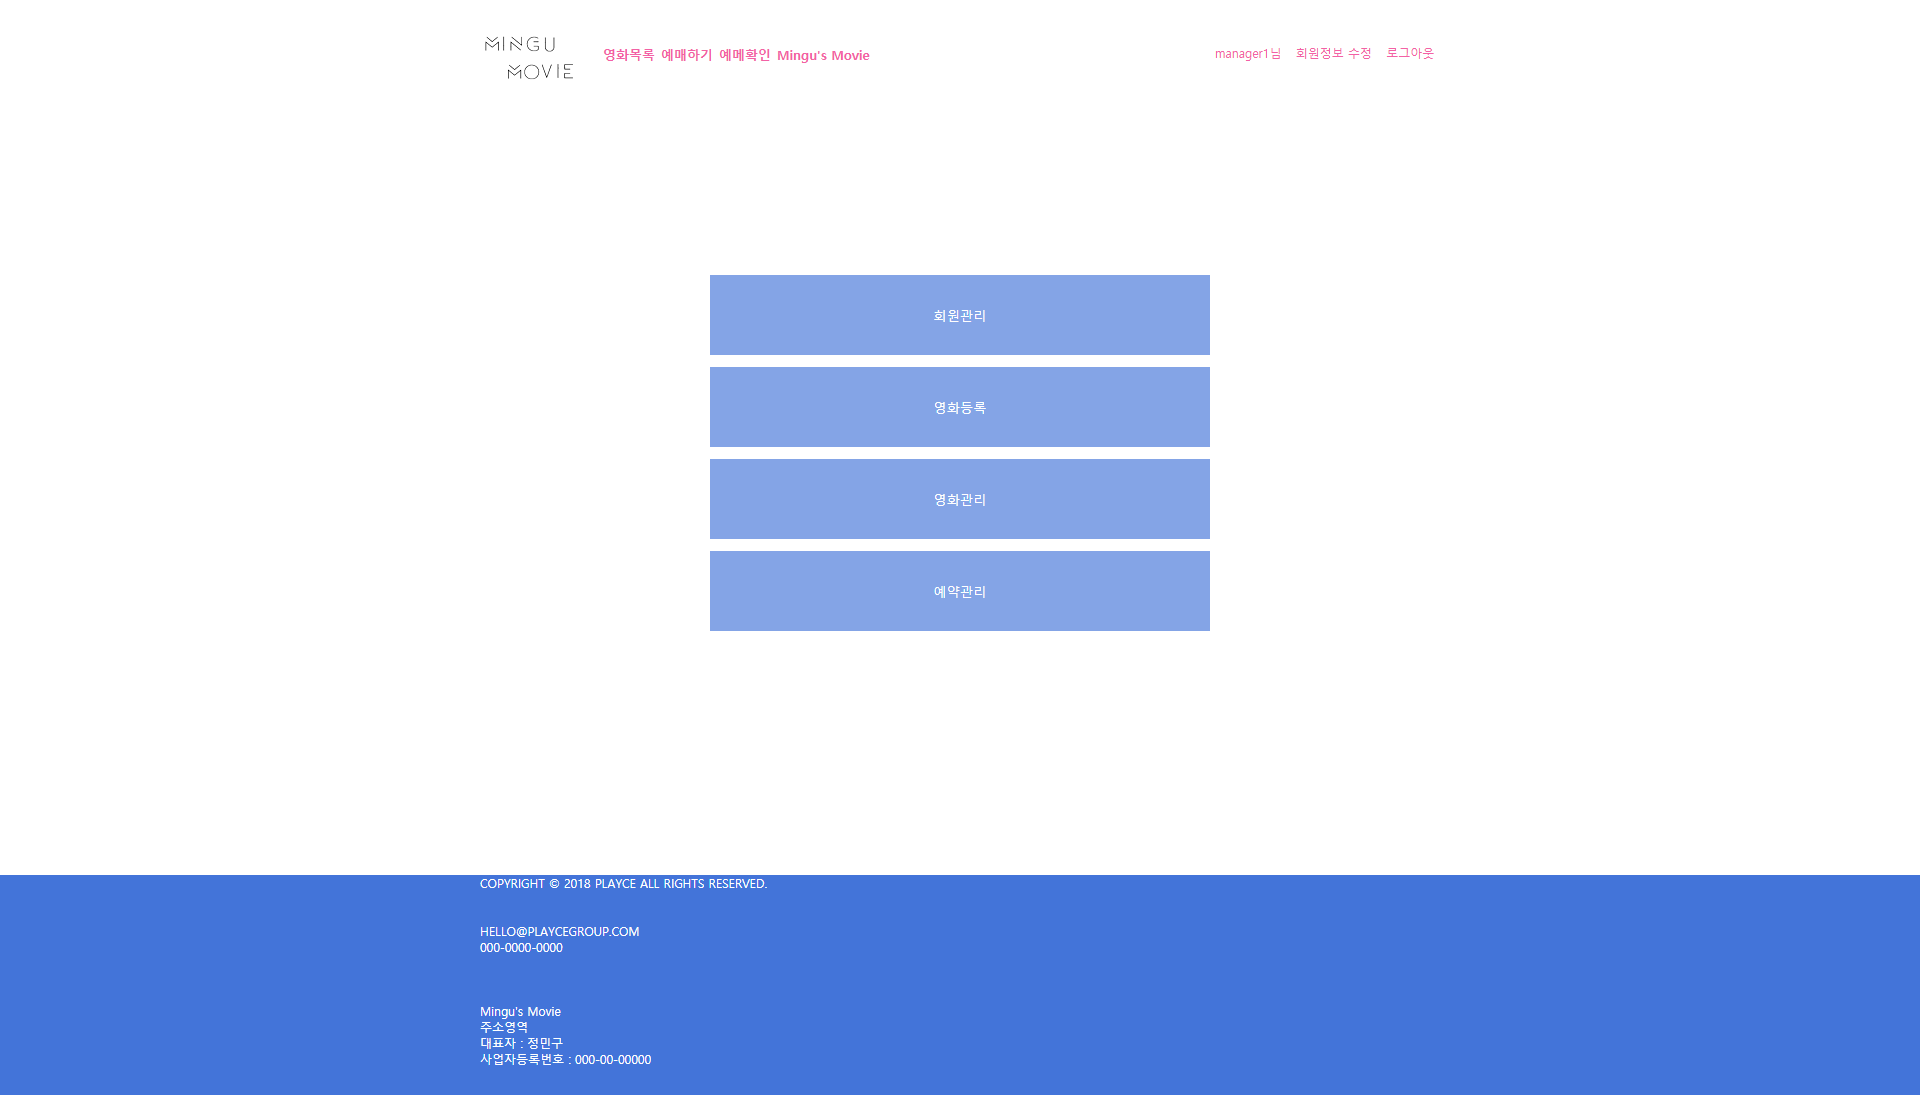 MINGU
MOVIE
영화목록 예매하기 예메확인 Mingu's Movie
manager1님 회원정보 수정 로그아웃
회원관리
영화등록
영화관리
예약관리
COPYRIGHT © 2018 PLAYCE ALL RIGHTS RESERVED.
HELLO@PLAYCEGROUP.COM
000-0000-0000
Mingu's Movie
주소영역
대표자 : 정민구
사업자등록번호 : 000-00-00000